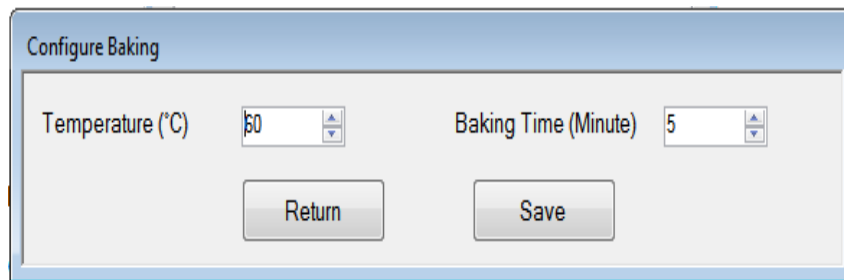 Configure Baking
Temperature (°C) 60 Baking Time (Minute) 5
Return Save